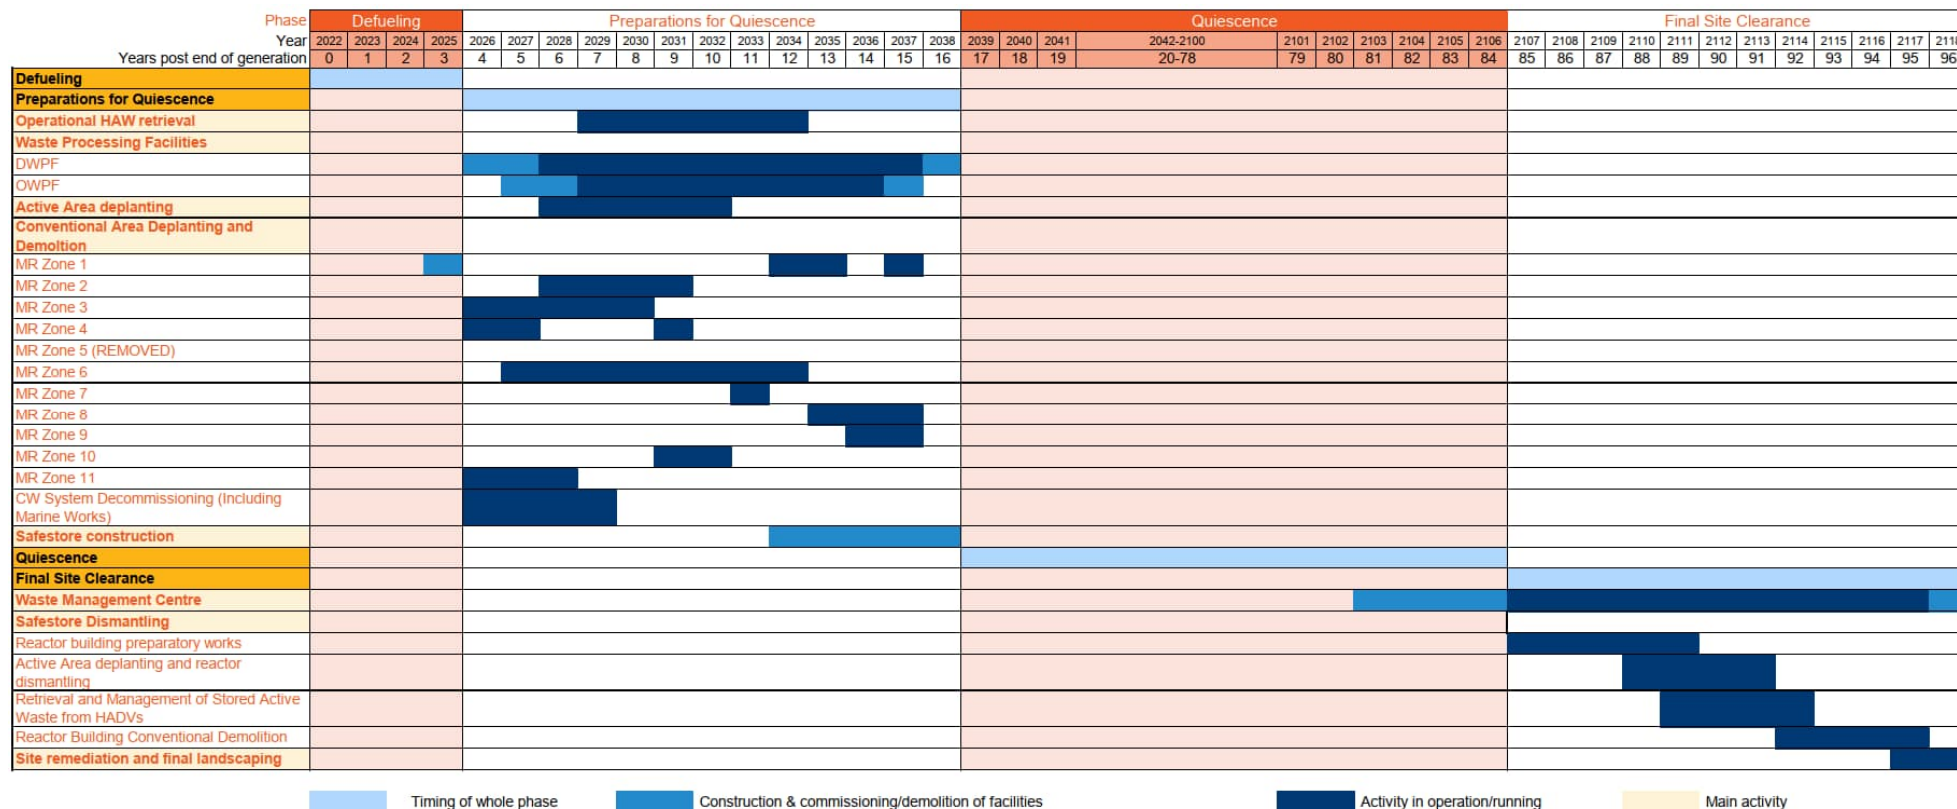 Phase Defueling Preparations for Quiescence Quiescence Final Site Clearance
Year 2022 2023 2024 2025 2026 2027 2028 2029 2030 2031 2032 2033 2034 2035 2036 2037 2038 2039 2040 2041 2042-2100 2101 2102 2103 2104 2105 2106 2107 2108 2109 2110 2111 2112 2113 2114 2115 2116 2117 2118
Years post end of generation 0 1 2 3 4 5 6 7 8 9 10 11 12 13 14 15 16 17 18 19 20-78 79 80 81 82 83 84 85 86 87 88 89 90 91 92 93 94 95 96
Defueling
Preparations for Quiescence
Operational HAW retrieval
Waste Processing Facilities
DWPF
OWPF
Active Area deplanting
Conventional Area Deplanting and
Demoltion
MR Zone 1
MR Zone 2
MR Zone 3
MR Zone 4
MR Zone 5 (REMOVED)
MR Zone 6
MR Zone 7
MR Zone 8
MR Zone 9
MR Zone 10
MR Zone 11
CW System Decommissioning (Including
Marine Works)
Safestore construction
Quiescence
Final Site Clearance
Waste Management Centre
Safestore Dismantling
Reactor building preparatory works
Active Area deplanting and reactor
dismantling
Retrieval and Management of Stored Active
Waste from HADVs
Reactor Building Conventional Demolition
Site remediation and final landscaping
Timing of whole phase Construction & commissioning/demolition of facilities Activity in operation/running Main activity